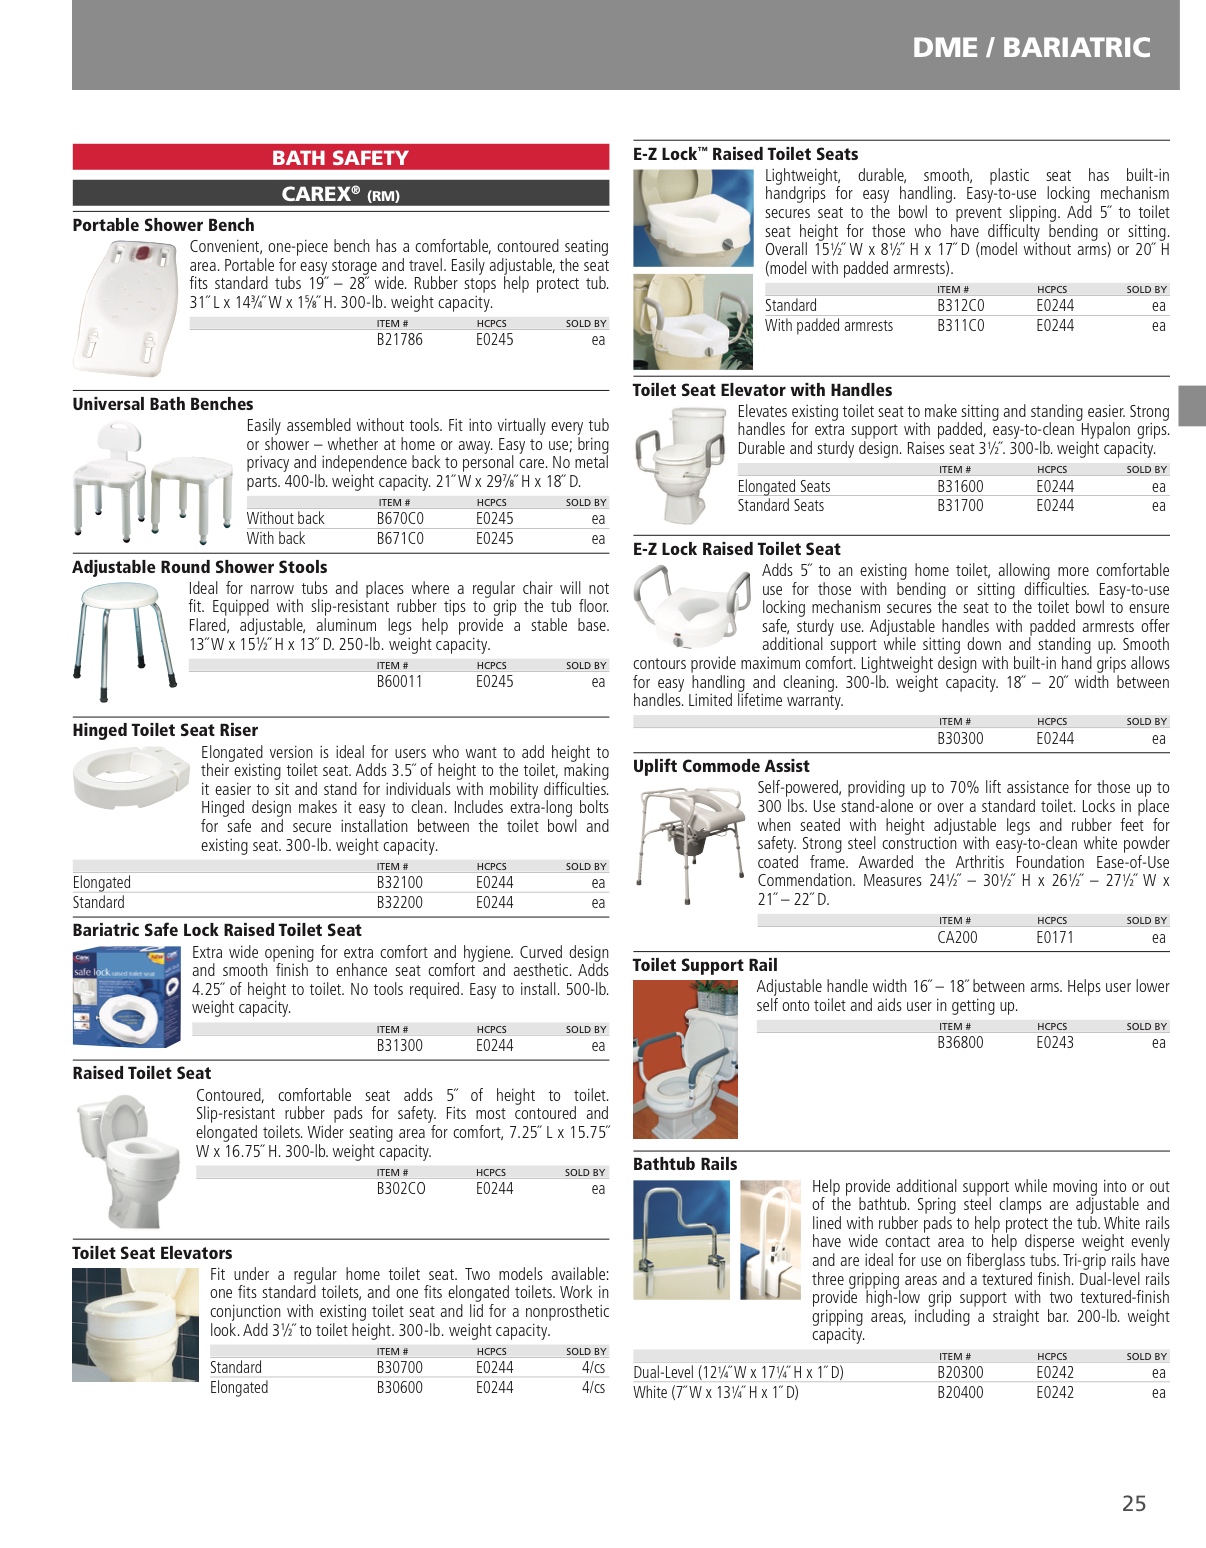 DME / BARIATRIC
BATH SAFETY
CAREX® (RM)
Portable Shower Bench
Convenient, one-piece bench has a comfortable, contoured seating
area. Portable for easy storage and travel. Easily adjustable, the seat
fits standard tubs 19˝ – 28˝ wide. Rubber stops help protect tub.
31˝ L x 14¾˝ W x 1⅝˝ H. 300-lb. weight capacity.
ITEM # HCPCS SOLD BY
B21786 E0245 ea
Universal Bath Benches
Easily assembled without tools. Fit into virtually every tub
or shower – whether at home or away. Easy to use; bring
privacy and independence back to personal care. No metal
parts. 400-lb. weight capacity. 21˝ W x 29⅞˝ H x 18˝ D.
ITEM # HCPCS SOLD BY
Without back B670C0 E0245 ea
With back B671C0 E0245 ea
Adjustable Round Shower Stools
Ideal for narrow tubs and places where a regular chair will not
fit. Equipped with slip-resistant rubber tips to grip the tub floor.
Flared, adjustable, aluminum legs help provide a stable base.
13˝ W x 15½˝ H x 13˝ D. 250-lb. weight capacity.
ITEM # HCPCS SOLD BY
B60011 E0245 ea
Hinged Toilet Seat Riser
Elongated version is ideal for users who want to add height to
their existing toilet seat. Adds 3.5˝ of height to the toilet, making
it easier to sit and stand for individuals with mobility difficulties.
Hinged design makes it easy to clean. Includes extra-long bolts
for safe and secure installation between the toilet bowl and
existing seat. 300-lb. weight capacity.
ITEM # HCPCS SOLD BY
Elongated B32100 E0244 ea
Standard B32200 E0244 ea
Bariatric Safe Lock Raised Toilet Seat
Carex
NEW
safe lock raised toilet seat
Extra wide opening for extra comfort and hygiene. Curved design
and smooth finish to enhance seat comfort and aesthetic. Adds
4.25˝ of height to toilet. No tools required. Easy to install. 500-lb.
weight capacity.
ITEM # HCPCS SOLD BY
B31300 E0244 ea
Raised Toilet Seat
Contoured, comfortable seat adds 5˝ of height to toilet.
Slip-resistant rubber pads for safety. Fits most contoured and
elongated toilets. Wider seating area for comfort, 7.25˝ L x 15.75˝
W x 16.75˝ H. 300-lb. weight capacity.
ITEM # HCPCS SOLD BY
B302CO E0244 ea
Toilet Seat Elevators
Fit under a regular home toilet seat. Two models available:
one fits standard toilets, and one fits elongated toilets. Work in
conjunction with existing toilet seat and lid for a nonprosthetic
look. Add 3½˝ to toilet height. 300-lb. weight capacity.
ITEM # HCPCS SOLD BY
Standard B30700 E0244 4/cs
Elongated B30600 E0244 4/cs
E-Z Lock™ Raised Toilet Seats
Lightweight, durable, smooth, plastic seat has built-in
handgrips for easy handling. Easy-to-use locking mechanism
secures seat to the bowl to prevent slipping. Add 5˝ to toilet
seat height for those who have difficulty bending or sitting.
Overall 15½˝ W x 8½˝ H x 17˝ D (model without arms) or 20˝ H
(model with padded armrests).
ITEM # HCPCS SOLD BY
Standard B312C0 E0244 ea
With padded armrests B311C0 E0244 ea
Toilet Seat Elevator with Handles
Elevates existing toilet seat to make sitting and standing easier. Strong
handles for extra support with padded, easy-to-clean Hypalon grips.
Durable and sturdy design. Raises seat 3½˝. 300-lb. weight capacity.
ITEM # HCPCS SOLD BY
Elongated Seats B31600 E0244 ea
Standard Seats B31700 E0244 ea
E-Z Lock Raised Toilet Seat
Adds 5˝ to an existing home toilet, allowing more comfortable
use for those with bending or sitting difficulties. Easy-to-use
locking mechanism secures the seat to the toilet bowl to ensure
safe, sturdy use. Adjustable handles with padded armrests offer
additional support while sitting down and standing up. Smooth
contours provide maximum comfort. Lightweight design with built-in hand grips allows
for easy handling and cleaning. 300-lb. weight capacity. 18˝ – 20˝ width between
handles. Limited lifetime warranty.
ITEM # HCPCS SOLD BY
B30300 E0244 ea
Uplift Commode Assist
Self-powered, providing up to 70% lift assistance for those up to
300 lbs. Use stand-alone or over a standard toilet. Locks in place
when seated with height adjustable legs and rubber feet for
safety. Strong steel construction with easy-to-clean white powder
coated frame. Awarded the Arthritis Foundation Ease-of-Use
Commendation. Measures 24½˝ – 30½˝ H x 26½˝ – 27½˝ W x
21˝ – 22˝ D.
ITEM # HCPCS SOLD BY
CA200 E0171 ea
Toilet Support Rail
Adjustable handle width 16˝ – 18˝ between arms. Helps user lower
self onto toilet and aids user in getting up.
ITEM # HCPCS SOLD BY
B36800 E0243 ea
Bathtub Rails
Help provide additional support while moving into or out
of the bathtub. Spring steel clamps are adjustable and
lined with rubber pads to help protect the tub. White rails
have wide contact area to help disperse weight evenly
and are ideal for use on fiberglass tubs. Tri-grip rails have
three gripping areas and a textured finish. Dual-level rails
provide high-low grip support with two textured-finish
gripping areas, including a straight bar. 200-lb. weight
capacity.
ITEM # HCPCS SOLD BY
Dual-Level (12¼˝ W x 17¼˝ H x 1˝ D) B20300 E0242 ea
White (7˝ W x 13¼˝ H x 1˝ D) B20400 E0242 ea
25